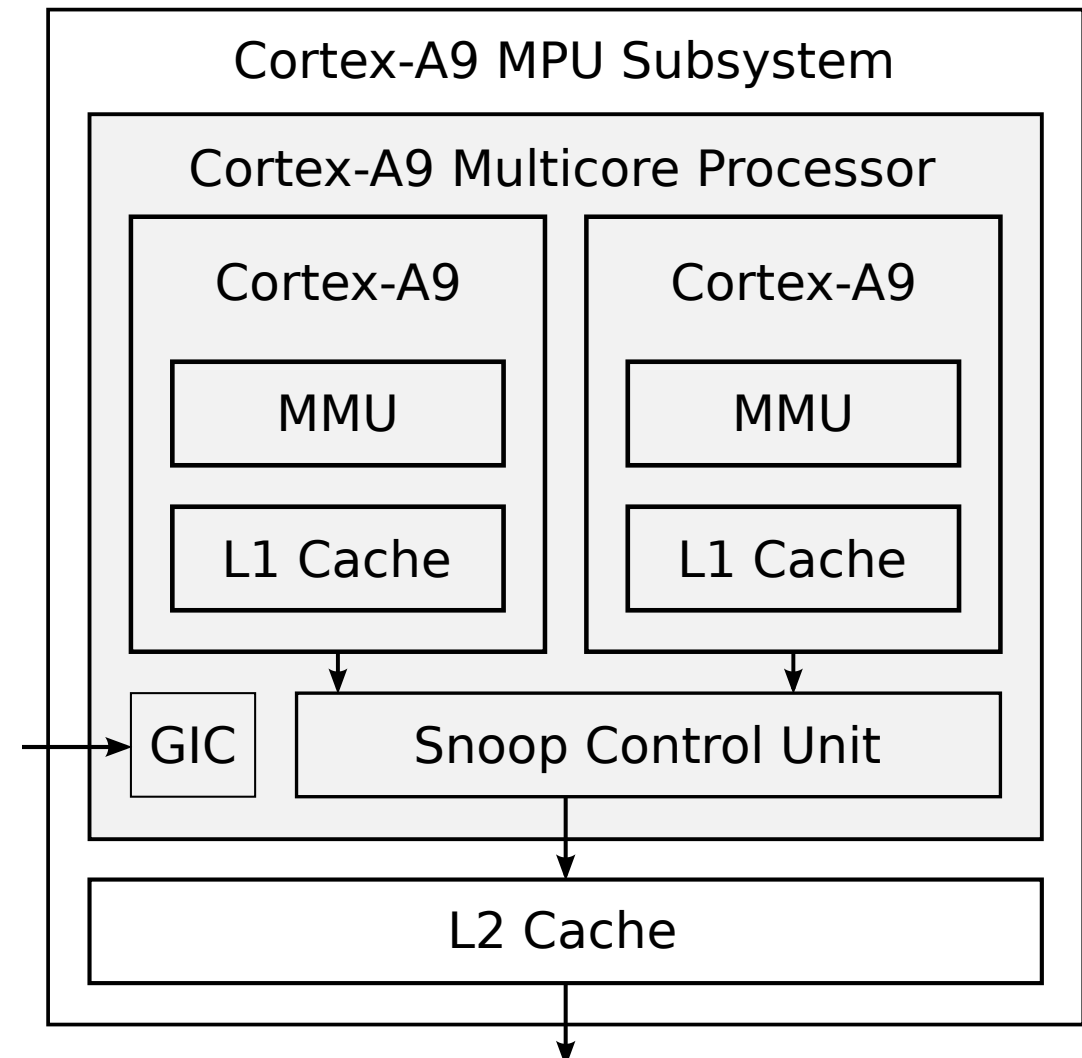 Cortex-A9 MPU Subsystem
Cortex-A9 Multicore Processor
Cortex-A9
MMU
L1 Cache
Cortex-A9
MMU
L1 Cache
GIC
Snoop Control Unit
L2 Cache